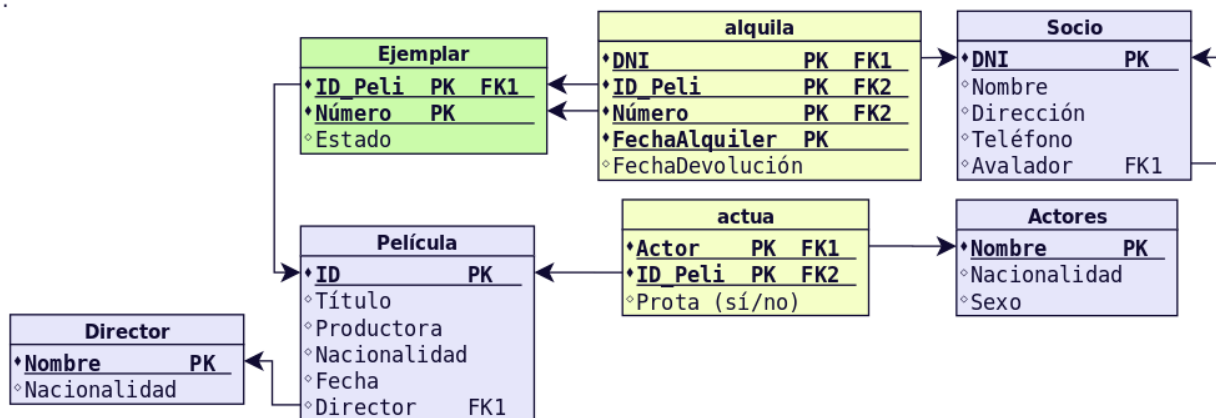 .
Ejemplar
ID_Peli PK FK1
Número PK
Estado
alquila
DNI PK FK1
ID_Peli PK FK2
Número PK FK2
FechaAlquiler PK
FechaDevolución
Socio
DNI PK
Nombre
Dirección
Teléfono
Avalador FK1
Película
ID PK
Título
Productora
Nacionalidad
Fecha
Director FK1
actua
Actor PK FK1
ID_Peli PK FK2
Prota (sí/no)
Actores
Nombre PK
Nacionalidad
Sexo
Director
Nombre PK
Nacionalidad